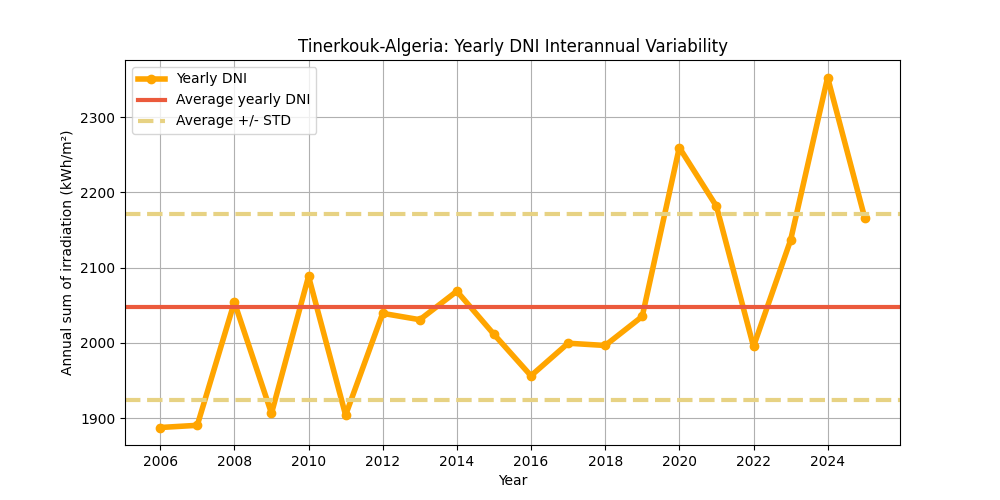 Tinerkouk-Algeria: Yearly DNI Interannual Variability
Yearly DNI
Average yearly DNI
Average +/- STD
Annual sum of irradiation (kWh/m²)
2300
2200
2100
2000
1900
2006 2008 2010 2012 2014 2016 2018 2020 2022 2024
Year